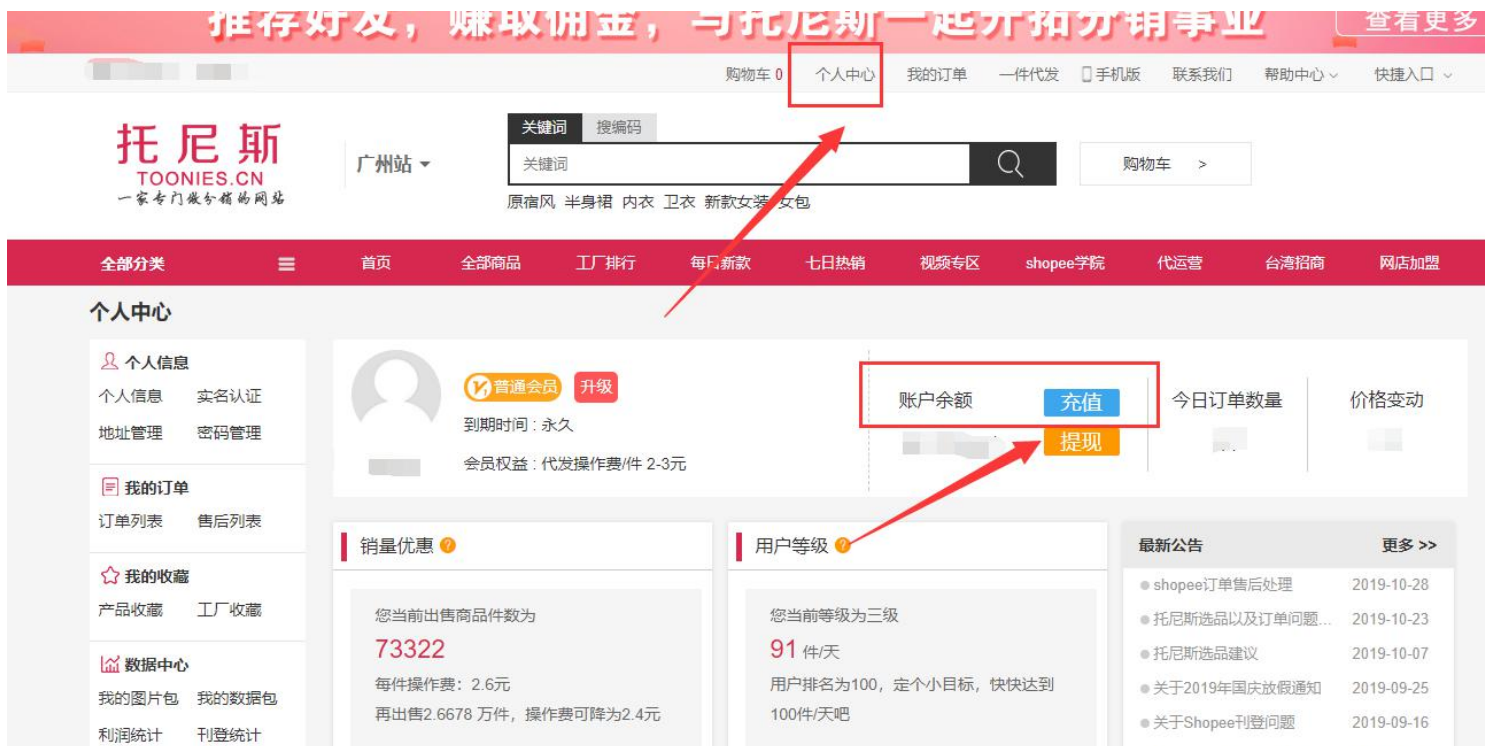 推荐好友，赚取佣金，与托尼斯一起开拓分销事业
查看更多
购物车 0 个人中心 我的订单 一件代发 手机版 联系我们 帮助中心 快捷入口
托尼斯
TOONIES.CN
一家专门做分销的网站
广州站
关键词 搜编码
关键词
购物车 >
原宿风 半身裙 内衣 卫衣 新款女装 女包
全部分类 首页 全部商品 工厂排行 每日新款 七日热销 视频专区 shopee学院 代运营 台湾招商 网店加盟
个人中心
个人信息
个人信息 实名认证
地址管理 密码管理
我的订单
订单列表 售后列表
我的收藏
产品收藏 工厂收藏
数据中心
我的图片包 我的数据包
利润统计 刊登统计
V1 普通会员 升级
到期时间 : 永久
会员权益 : 代发操作费/件 2-3元
账户余额 充值
提现
今日订单数量
价格变动
销量优惠 ?
您当前出售商品件数为
73322
每件操作费：2.6元
再出售2.6678 万件，操作费可降为2.4元
用户等级 ?
您当前等级为三级
91 件/天
用户排名为100，定个小目标，快快达到
100件/天吧
最新公告 更多 >>
shopee订单售后处理 2019-10-28
托尼斯选品以及订单问题... 2019-10-23
托尼斯选品建议 2019-10-07
关于2019年国庆放假通知 2019-09-25
关于Shopee刊登问题 2019-09-16